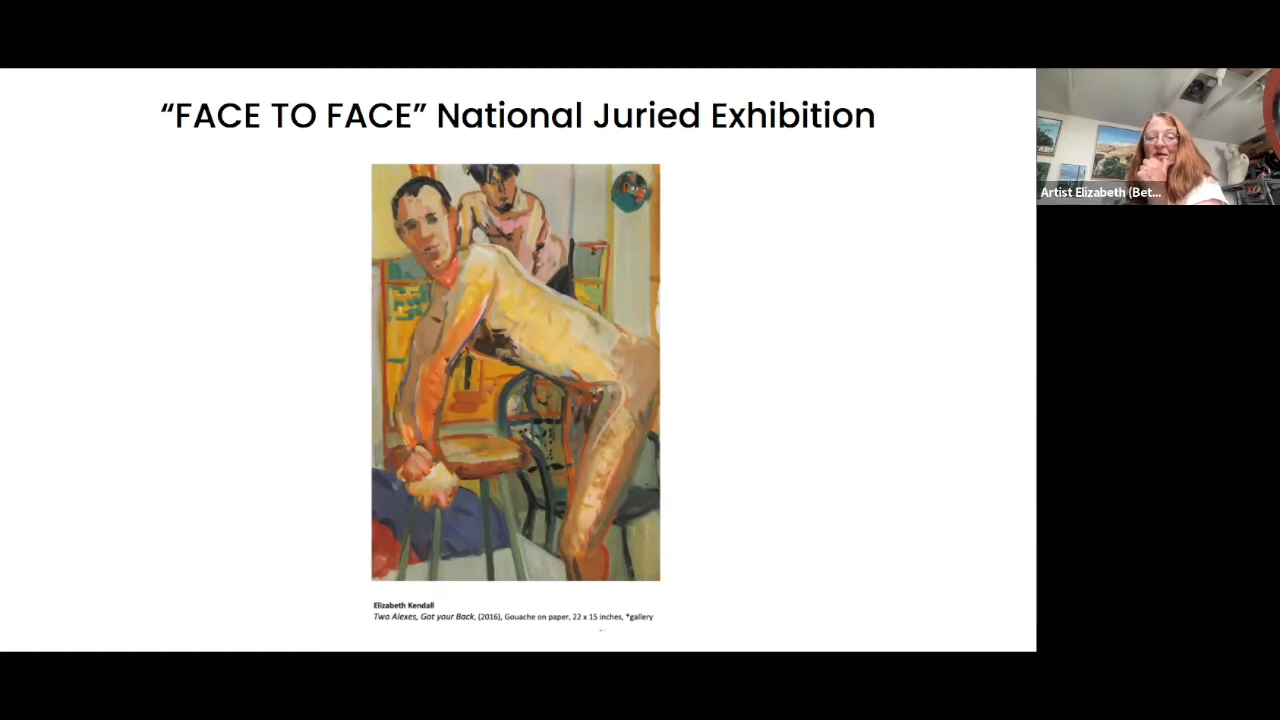 “FACE TO FACE” National Juried Exhibition
Artist Elizabeth (Bet...
Elizabeth Kendall
Two Alexes, Got your Back, (2016), Gouache on paper, 22 x 15 inches, *gallery